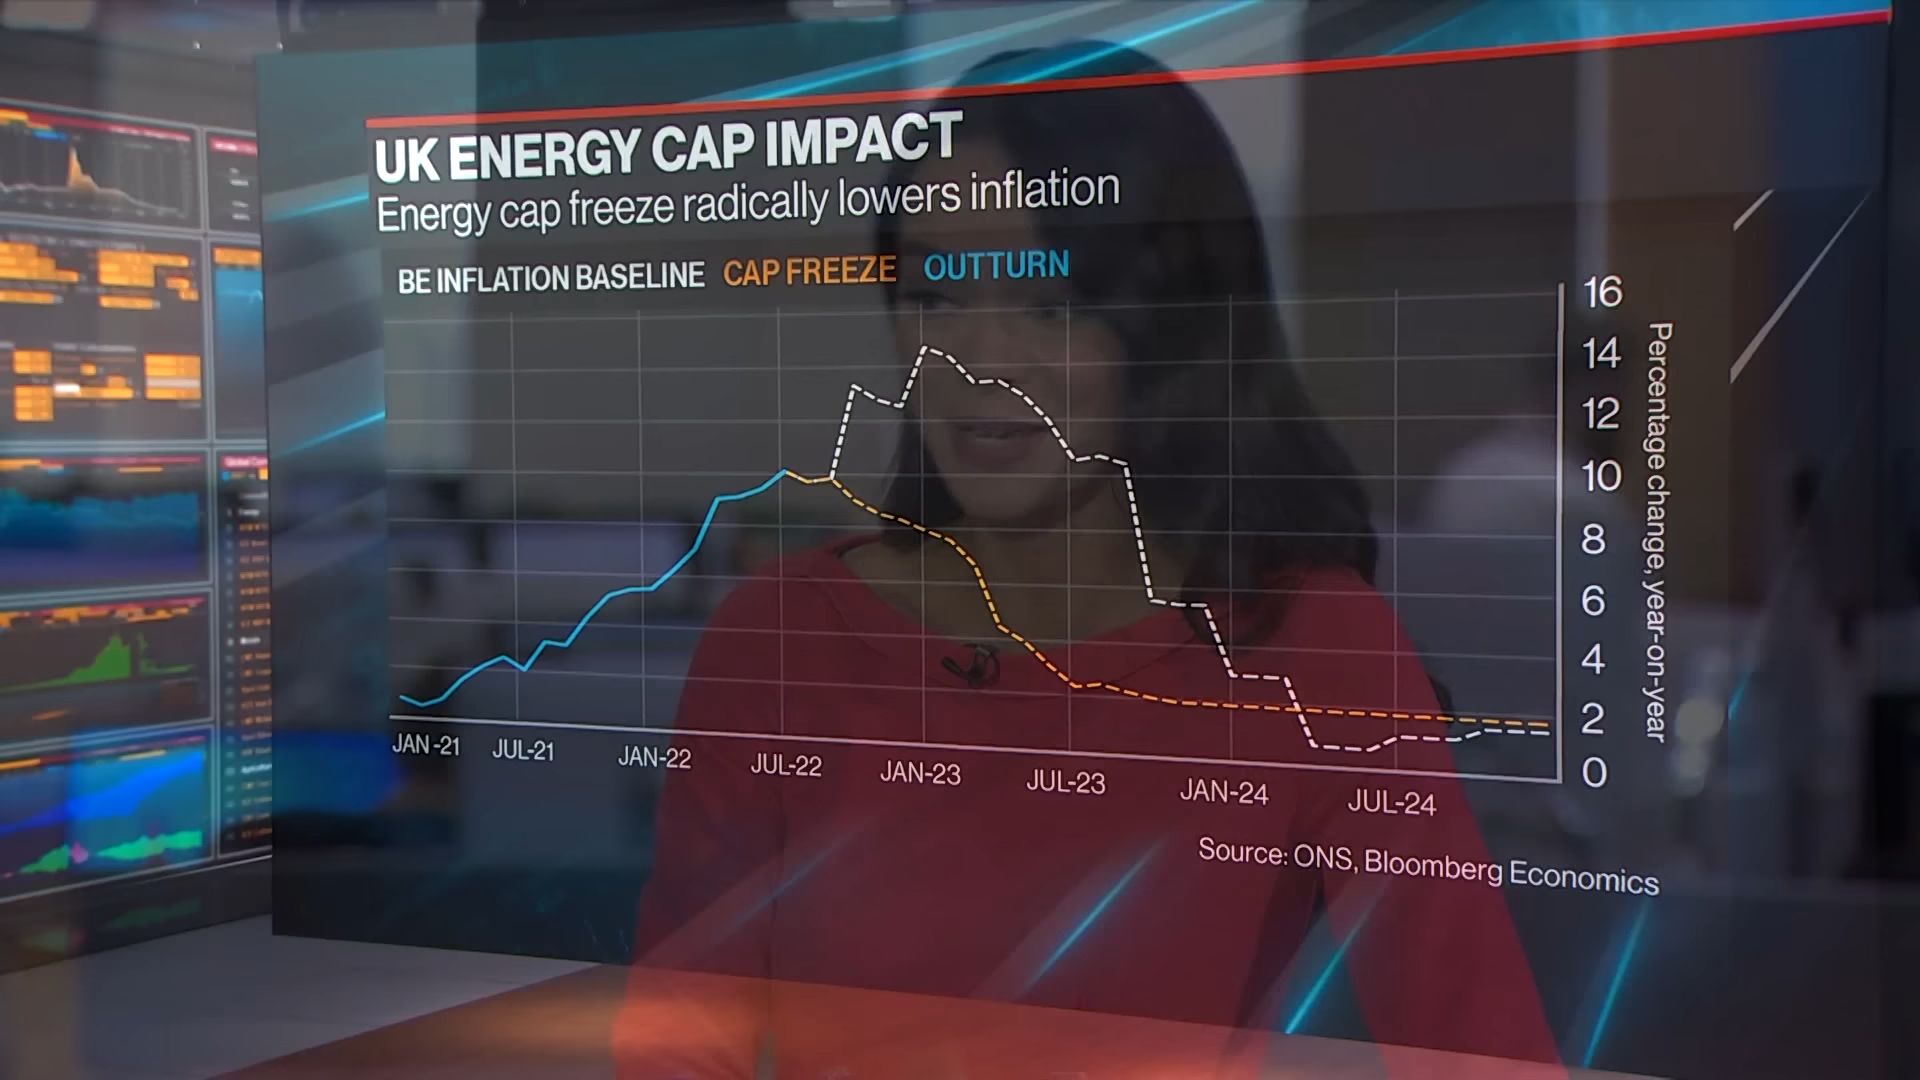 UK ENERGY CAP IMPACT
Energy cap freeze radically lowers inflation
BE INFLATION BASELINE CAP FREEZE OUTTURN
16
14
12
10
8
6
4
2
0
Percentage change, year-on-year
JAN-21 JUL-21 JAN-22 JUL-22 JAN-23 JUL-23 JAN-24 JUL-24
Source: ONS, Bloomberg Economics